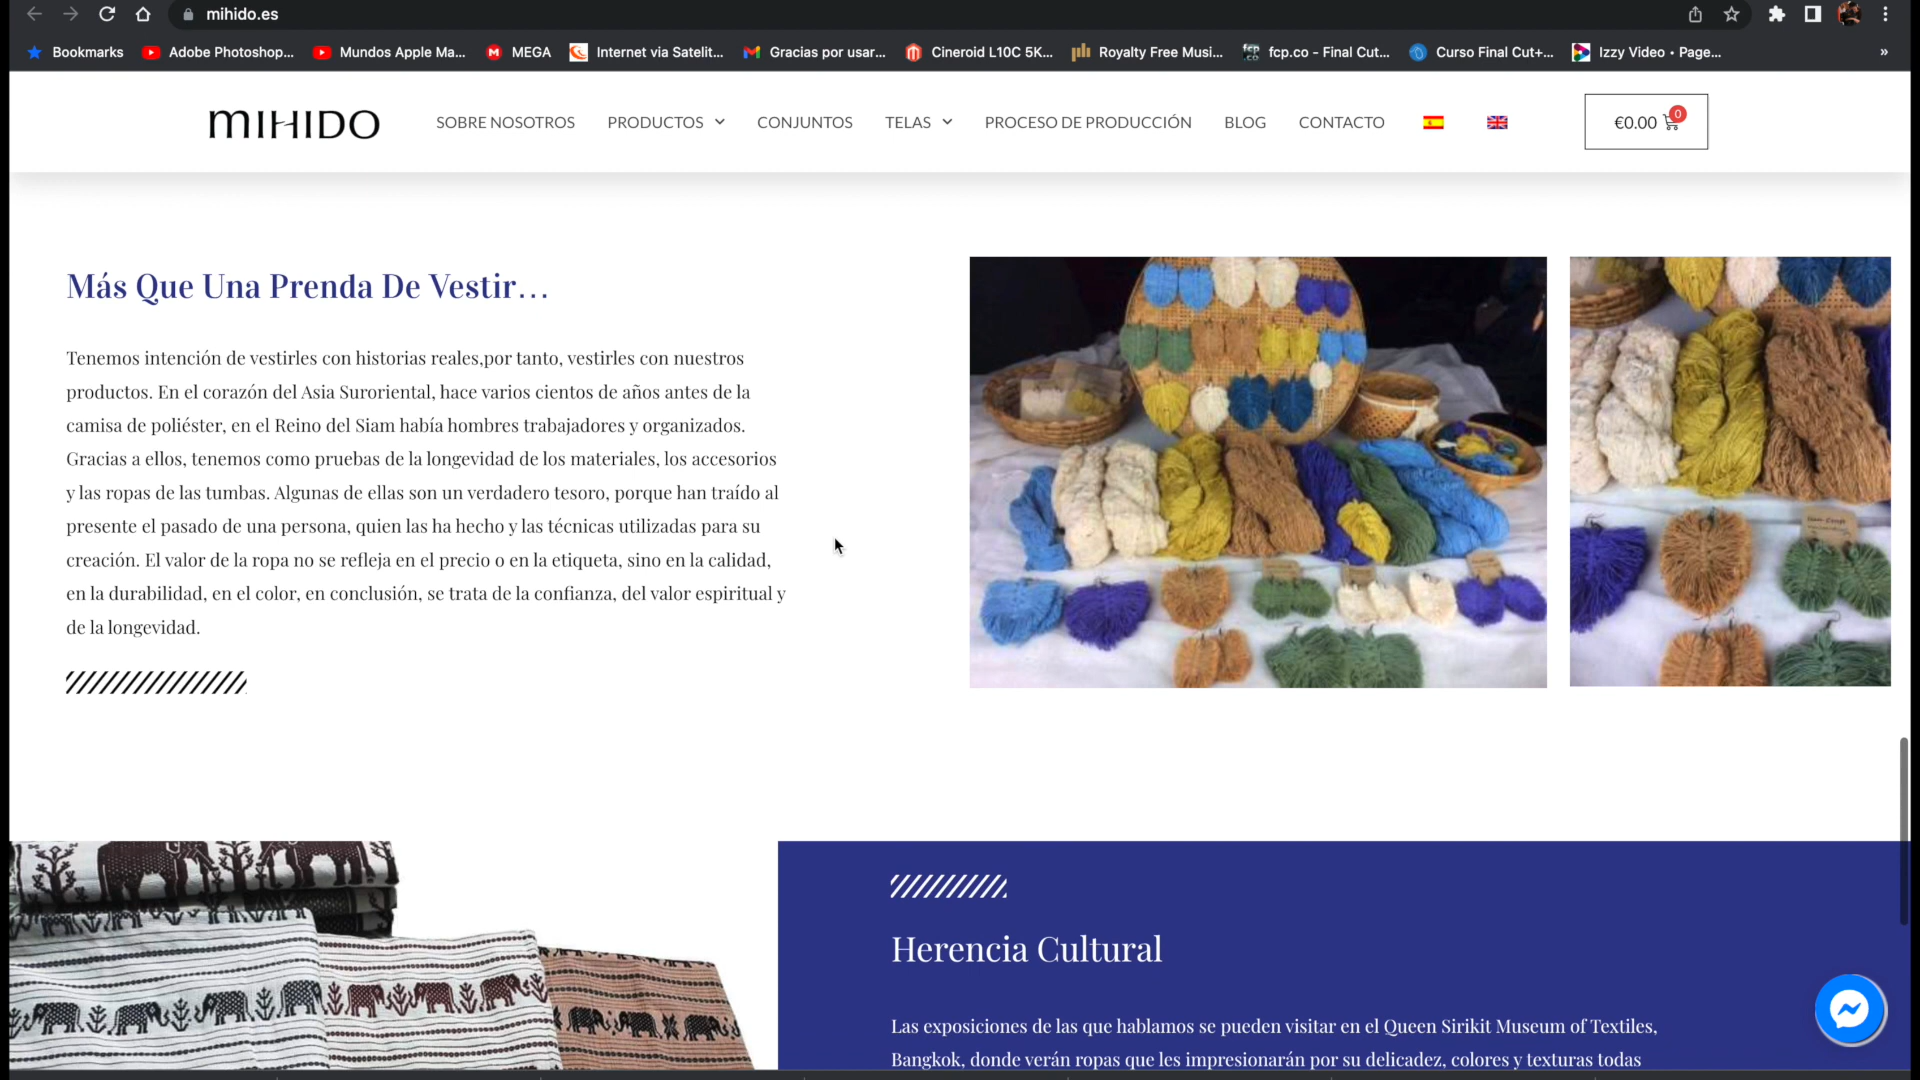 mihido.es
Bookmarks Adobe Photoshop... Mundos Apple Ma... MEGA Internet via Satelit... Gracias por usar... Cineroid L10C 5K... Royalty Free Musi... fcp.co - Final Cut... Curso Final Cut+... Izzy Video • Page... »
MIHIDO SOBRE NOSOTROS PRODUCTOS CONJUNTOS TELAS PROCESO DE PRODUCCIÓN BLOG CONTACTO €0.00 0
Más Que Una Prenda De Vestir...
Tenemos intención de vestirles con historias reales,por tanto, vestirles con nuestros
productos. En el corazón del Asia Suroriental, hace varios cientos de años antes de la
camisa de poliéster, en el Reino del Siam había hombres trabajadores y organizados.
Gracias a ellos, tenemos como pruebas de la longevidad de los materiales, los accesorios
y las ropas de las tumbas. Algunas de ellas son un verdadero tesoro, porque han traído al
presente el pasado de una persona, quien las ha hecho y las técnicas utilizadas para su
creación. El valor de la ropa no se refleja en el precio o en la etiqueta, sino en la calidad,
en la durabilidad, en el color, en conclusión, se trata de la confianza, del valor espiritual y
de la longevidad.
Herencia Cultural
Las exposiciones de las que hablamos se pueden visitar en el Queen Sirikit Museum of Textiles,
Bangkok, donde verán ropas que les impresionarán por su delicadez, colores y texturas todas